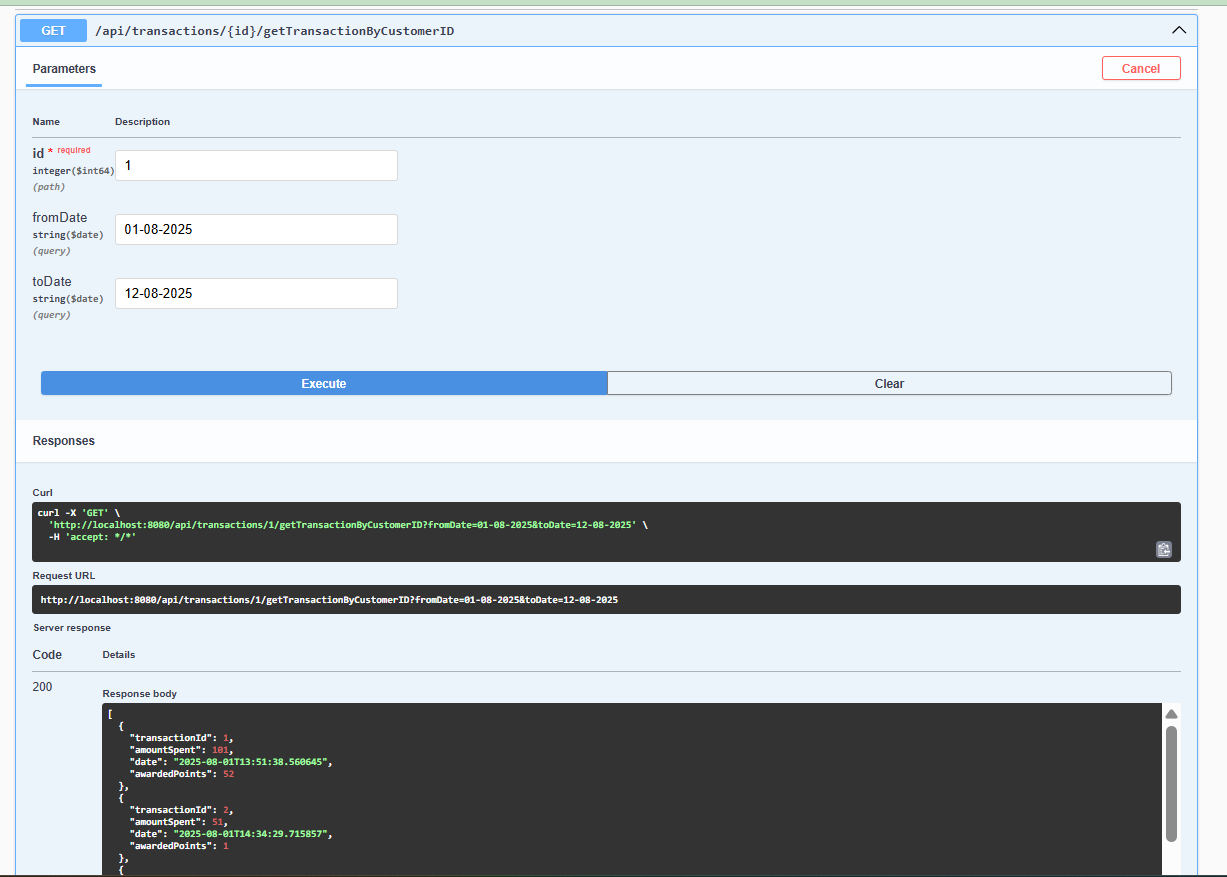 GET /api/transactions/{id}/getTransactionByCustomerID
Parameters
Cancel
Name Description
id * required
integer($int64)
(path)
1
fromDate
string($date)
(query)
01-08-2025
toDate
string($date)
(query)
12-08-2025
Execute Clear
Responses
Curl
curl -X 'GET' \
'http://localhost:8080/api/transactions/1/getTransactionByCustomerID?fromDate=01-08-2025&toDate=12-08-2025' \
-H 'accept: */*'
Request URL
http://localhost:8080/api/transactions/1/getTransactionByCustomerID?fromDate=01-08-2025&toDate=12-08-2025
Server response
Code Details
200
Response body
[
{
"transactionId": 1,
"amountSpent": 101,
"date": "2025-08-01T13:51:38.560645",
"awardedPoints": 52
},
{
"transactionId": 2,
"amountSpent": 51,
"date": "2025-08-01T14:34:29.715857",
"awardedPoints": 1
},
{